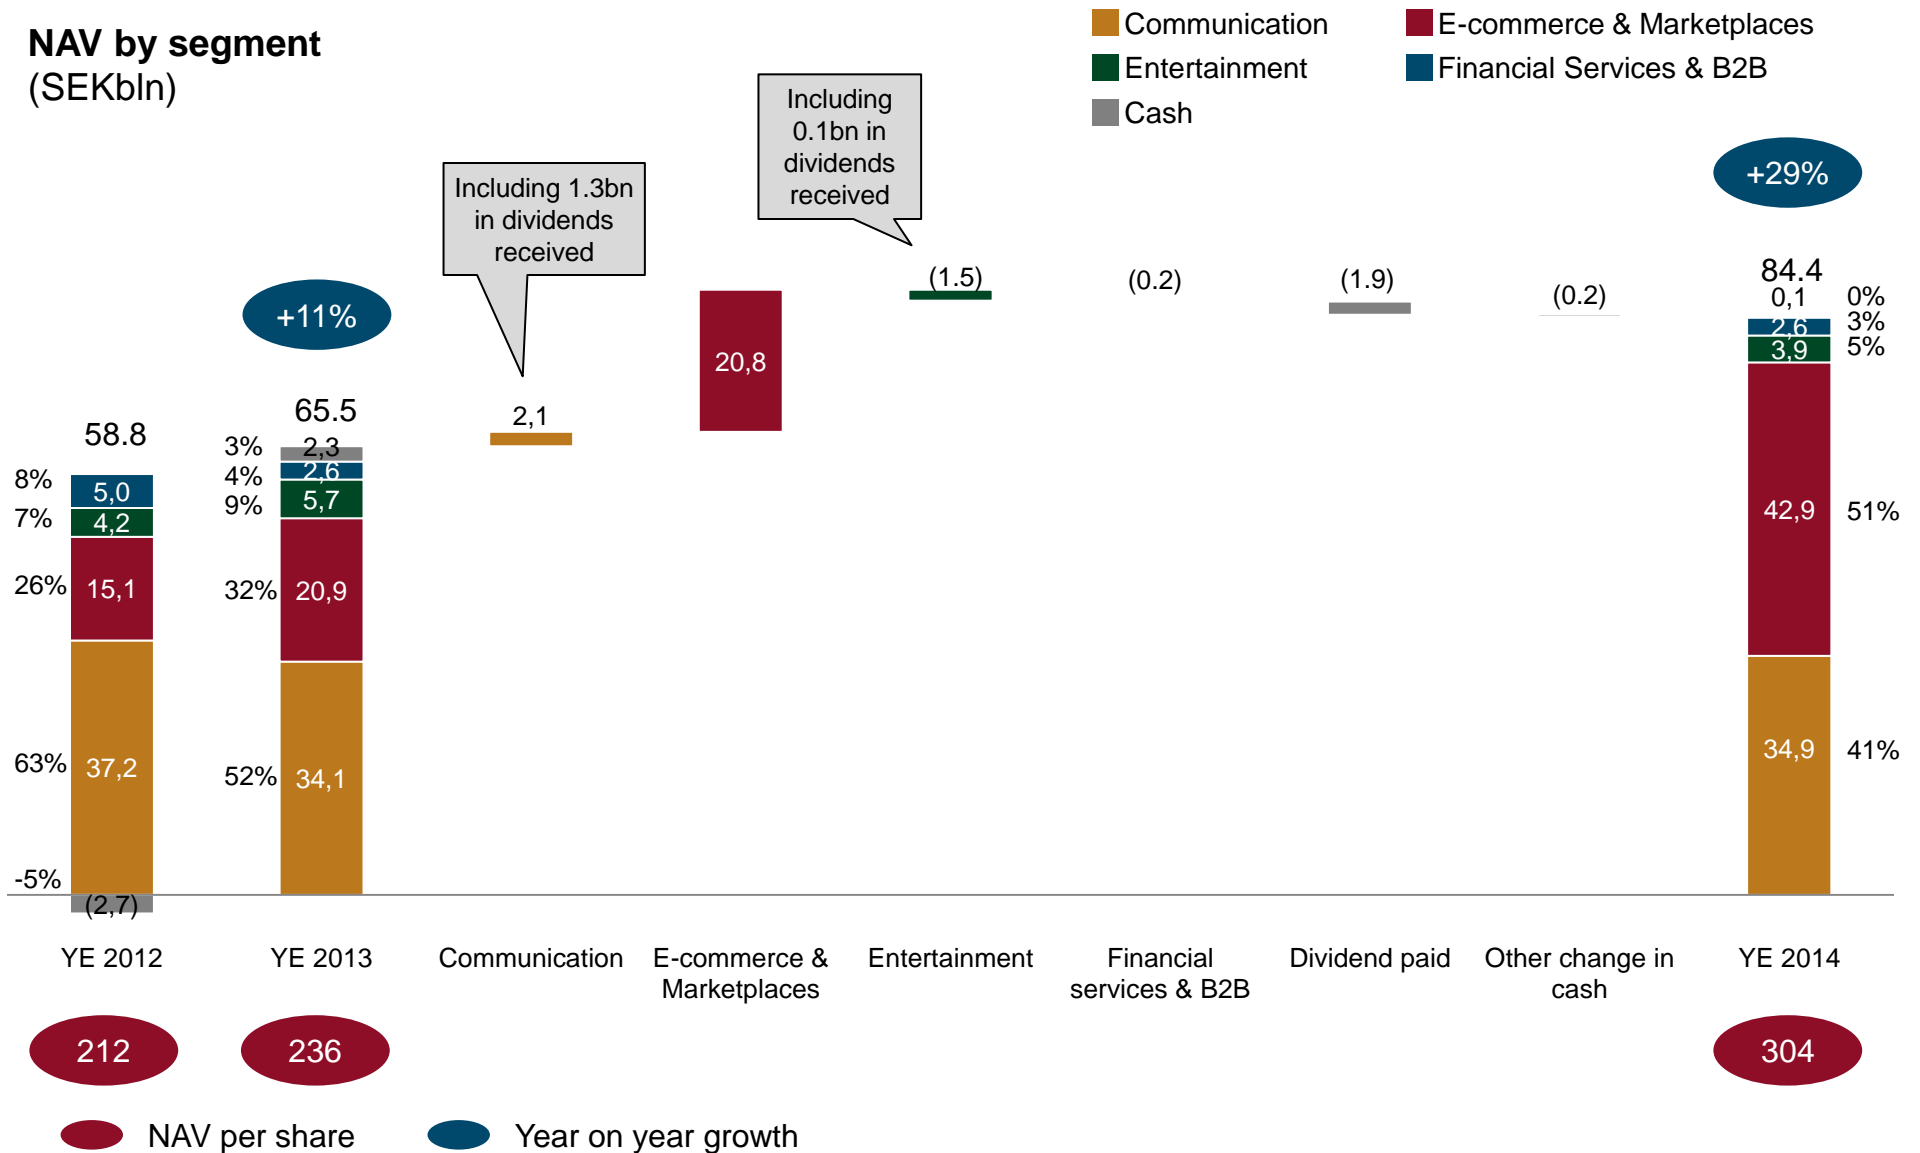 NAV by segment
(SEKbln)
Communication
E-commerce & Marketplaces
Entertainment
Financial Services & B2B
Cash
Including
0.1bn in
dividends
received
Including 1.3bn
in dividends
received
+29%
+11%
(1.5)
(0.2)
(1.9)
(0.2)
84.4
0,1
0%
2,6
3%
3,9
5%
42,9
51%
34,9
41%
20,8
2,1
65.5
3%
2,3
4%
2,6
9%
5,7
32%
20,9
52%
34,1
58.8
8%
5,0
7%
4,2
26%
15,1
63%
37,2
-5%
(2,7)
YE 2012
YE 2013
Communication
E-commerce &
Marketplaces
Entertainment
Financial
services & B2B
Dividend paid
Other change in
cash
YE 2014
212
236
304
NAV per share
Year on year growth